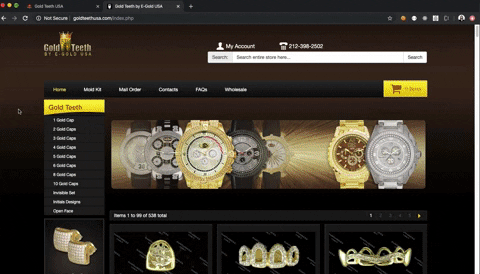 Gold Teeth USA
Gold Teeth by E-Gold USA
Not Secure | goldteethusa.com/index.php
Gold Teeth
BY E-GOLD USA
My Account
212-398-2502
Search:
Search entire store here...
Search
Home
Mold Kit
Mail Order
Contacts
FAQs
Wholesale
Gold Teeth
1 Gold Cap
2 Gold Caps
3 Gold Caps
4 Gold Caps
5 Gold Caps
6 Gold Caps
8 Gold Caps
10 Gold Caps
Invisible Set
Initials Designs
Open Face
Items 1 to 99 of 538 total
1 2 3 4 5